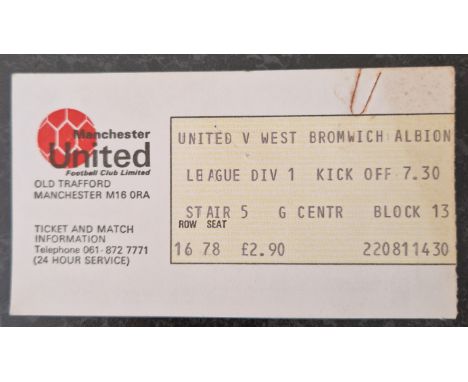 Manchester
United
Football Club Limited
OLD TRAFFORD
MANCHESTER M16 0RA
TICKET AND MATCH
INFORMATION
Telephone 061-872 7771
(24 HOUR SERVICE)
UNITED V WEST BROMWICH ALBION
LEAGUE DIV 1 KICK OFF 7.30
STAIR 5 G CENTR BLOCK 13
ROW SEAT
16 78 £2.90 220811430